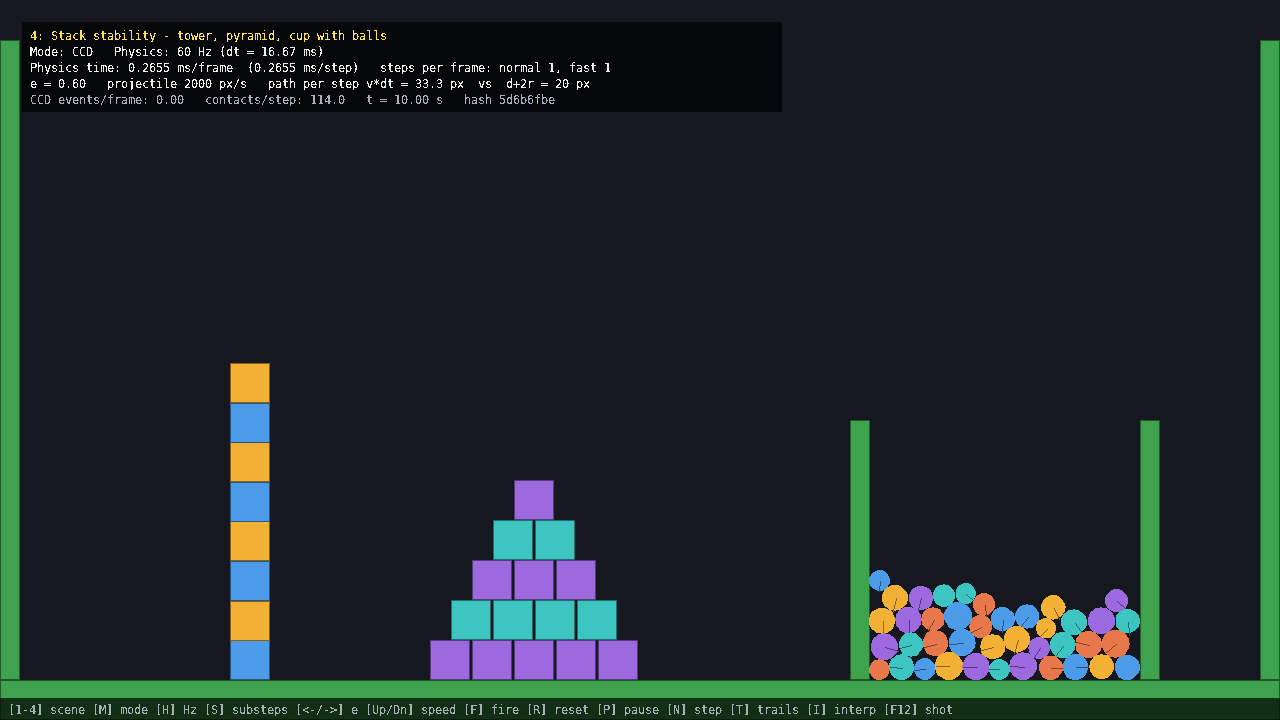 4: Stack stability - tower, pyramid, cup with balls
Mode: CCD   Physics: 60 Hz (dt = 16.67 ms)
Physics time: 0.2655 ms/frame  (0.2655 ms/step)   steps per frame: normal 1, fast 1
e = 0.60   projectile 2000 px/s   path per step v*dt = 33.3 px  vs  d+2r = 20 px
CCD events/frame: 0.00   contacts/step: 114.0   t = 10.00 s   hash 5d6b6fbe
[1-4] scene [M] mode [H] Hz [S] substeps [<-/->] e [Up/Dn] speed [F] fire [R] reset [P] pause [N] step [T] trails [I] interp [F12] shot